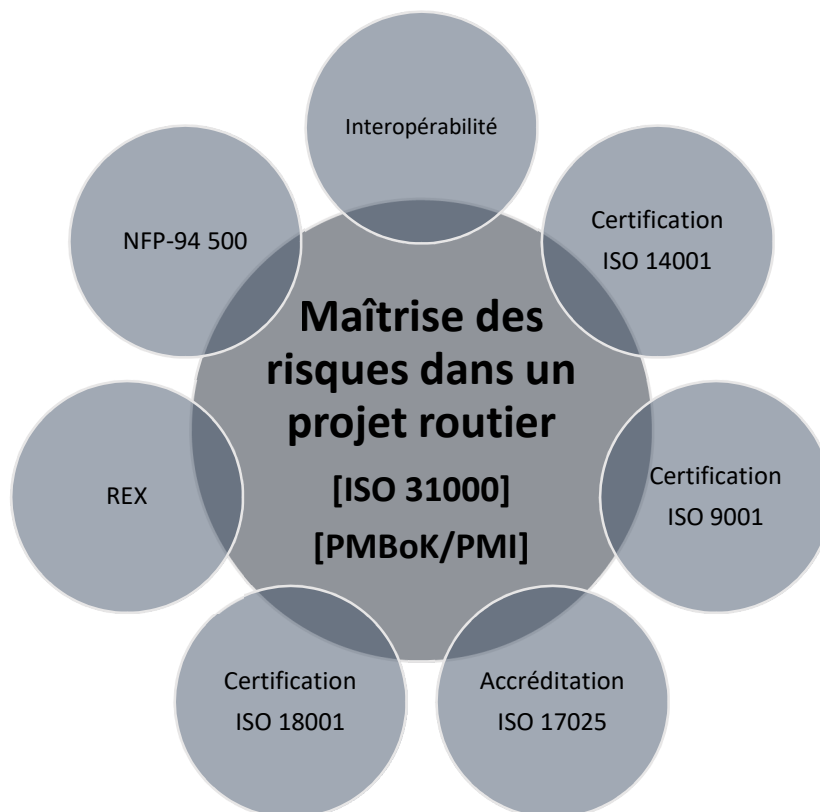 Interopérabilité
Certification
ISO 14001
Certification
ISO 9001
Accréditation
ISO 17025
Certification
ISO 18001
REX
NFP-94 500
Maîtrise des
risques dans un
projet routier
[ISO 31000]
[PMBoK/PMI]